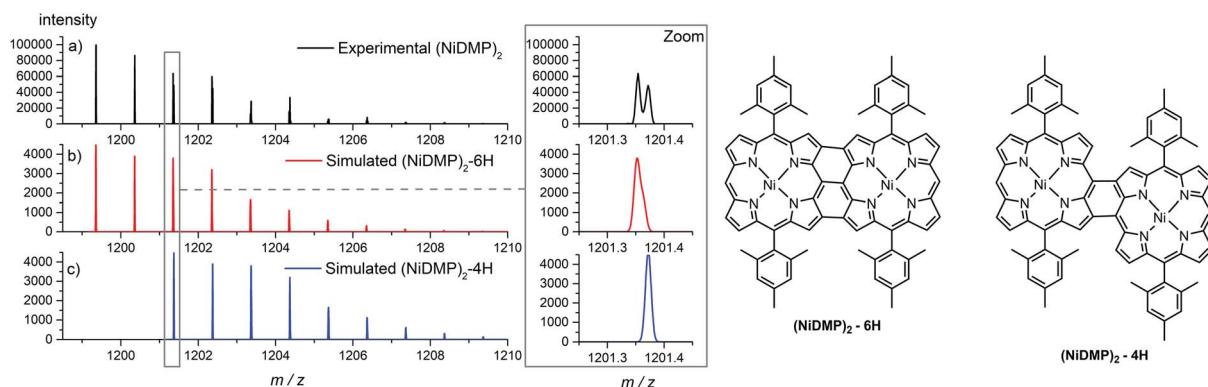 intensity
a)
Experimental (NiDMP)₂
100000
80000
60000
40000
20000
0
1200 1202 1204 1206 1208 1210
b)
Simulated (NiDMP)₂-6H
4000
3000
2000
1000
0
1200 1202 1204 1206 1208 1210
c)
Simulated (NiDMP)₂-4H
4000
3000
2000
1000
0
1200 1202 1204 1206 1208 1210
m / z
Zoom
100000
80000
60000
40000
20000
0
1201.3 1201.4
4000
3000
2000
1000
0
1201.3 1201.4
4000
3000
2000
1000
0
1201.3 1201.4
m / z
N N N N
Ni Ni
N N N N
(NiDMP)₂ - 6H
N N
Ni
N N
N N
Ni
N N
(NiDMP)₂ - 4H